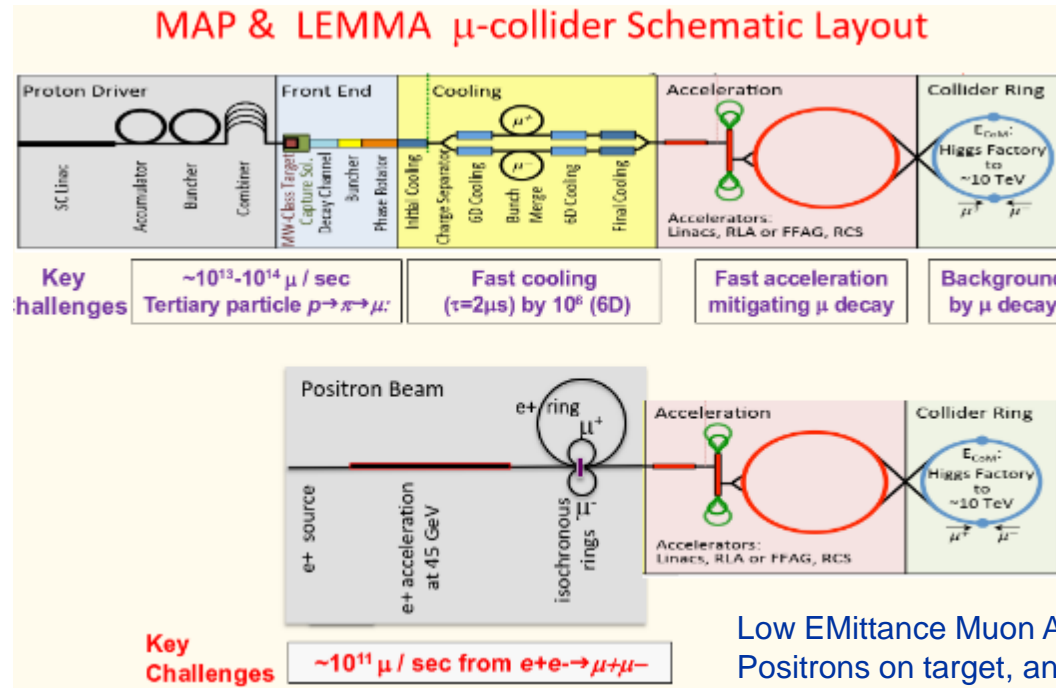 MAP & LEMMA μ-collider Schematic Layout
Proton Driver
Front End
Cooling
Acceleration
Collider Ring
SC Linac
Accumulator
Buncher
Combiner
MW-Class Target
Capture Sol.
Decay Channel
Buncher
Phase Rotator
Initial Cooling
Charge Separator
6D Cooling
μ+
μ−
Bunch
Merge
6D Cooling
Final Cooling
Accelerators:
Linacs, RLA or FFAG, RCS
ECoM:
Higgs Factory
to
~10 TeV
μ+ μ−
Key
hallenges
~10¹³-10¹⁴ μ / sec
Tertiary particle p→π→μ:
Fast cooling
(τ=2μs) by 10⁶ (6D)
Fast acceleration
mitigating μ decay
Background
by μ decay
Positron Beam
e+ ring
μ+
μ−
e+ source
e+ acceleration
at 45 GeV
isochronous
rings
Acceleration
Accelerators:
Linacs, RLA or FFAG, RCS
Collider Ring
ECoM:
Higgs Factory
to
~10 TeV
μ+ μ−
Key
Challenges
~10¹¹ μ / sec from e+e-→μ+μ−
Low EMittance Muon A
Positrons on target, an